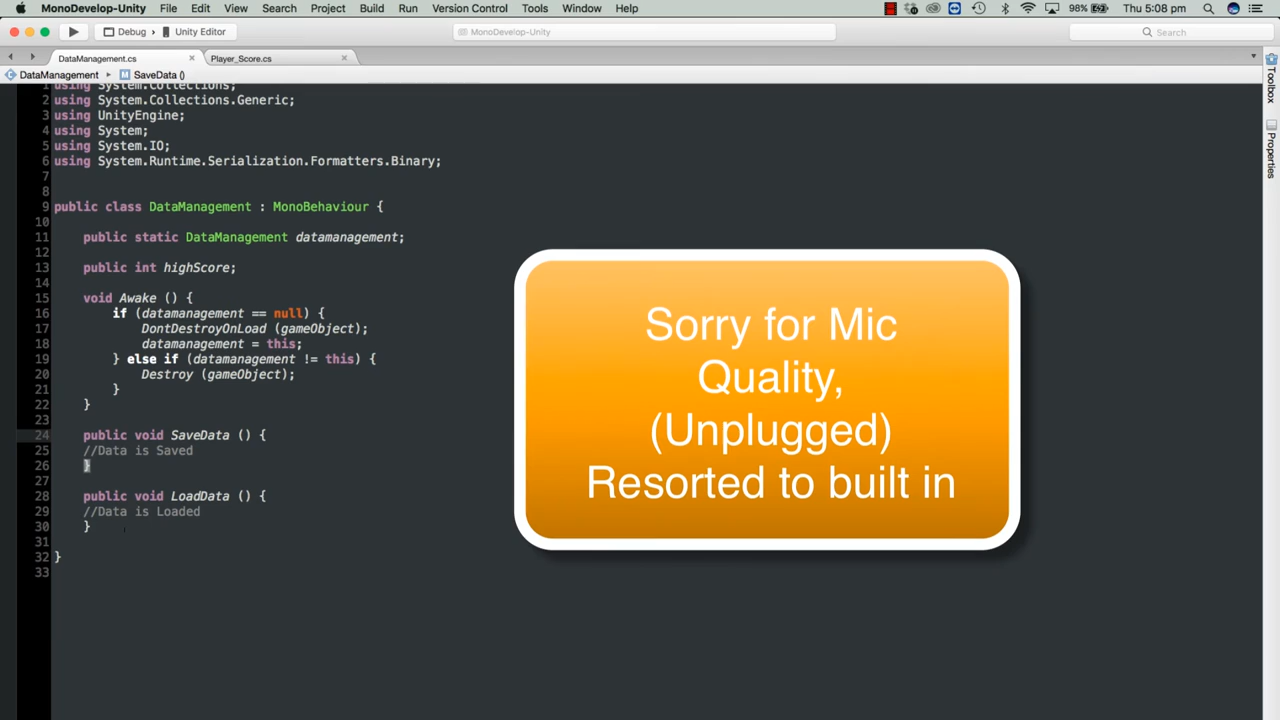 MonoDevelop-Unity File Edit View Search Project Build Run Version Control Tools Window Help 98% Thu 5:08 pm
Debug Unity Editor MonoDevelop-Unity Search
DataManagement.cs Player_Score.cs
DataManagement SaveData ()
1 using System.Collections;
2 using System.Collections.Generic;
3 using UnityEngine;
4 using System;
5 using System.IO;
6 using System.Runtime.Serialization.Formatters.Binary;
7
8
9 public class DataManagement : MonoBehaviour {
10
11 public static DataManagement datamanagement;
12
13 public int highScore;
14
15 void Awake () {
16 if (datamanagement == null) {
17 DontDestroyOnLoad (gameObject);
18 datamanagement = this;
19 } else if (datamanagement != this) {
20 Destroy (gameObject);
21 }
22 }
23
24 public void SaveData () {
25 //Data is Saved
26 }
27
28 public void LoadData () {
29 //Data is Loaded
30 }
31
32 }
33
Sorry for Mic
Quality,
(Unplugged)
Resorted to built in
Toolbox
Properties